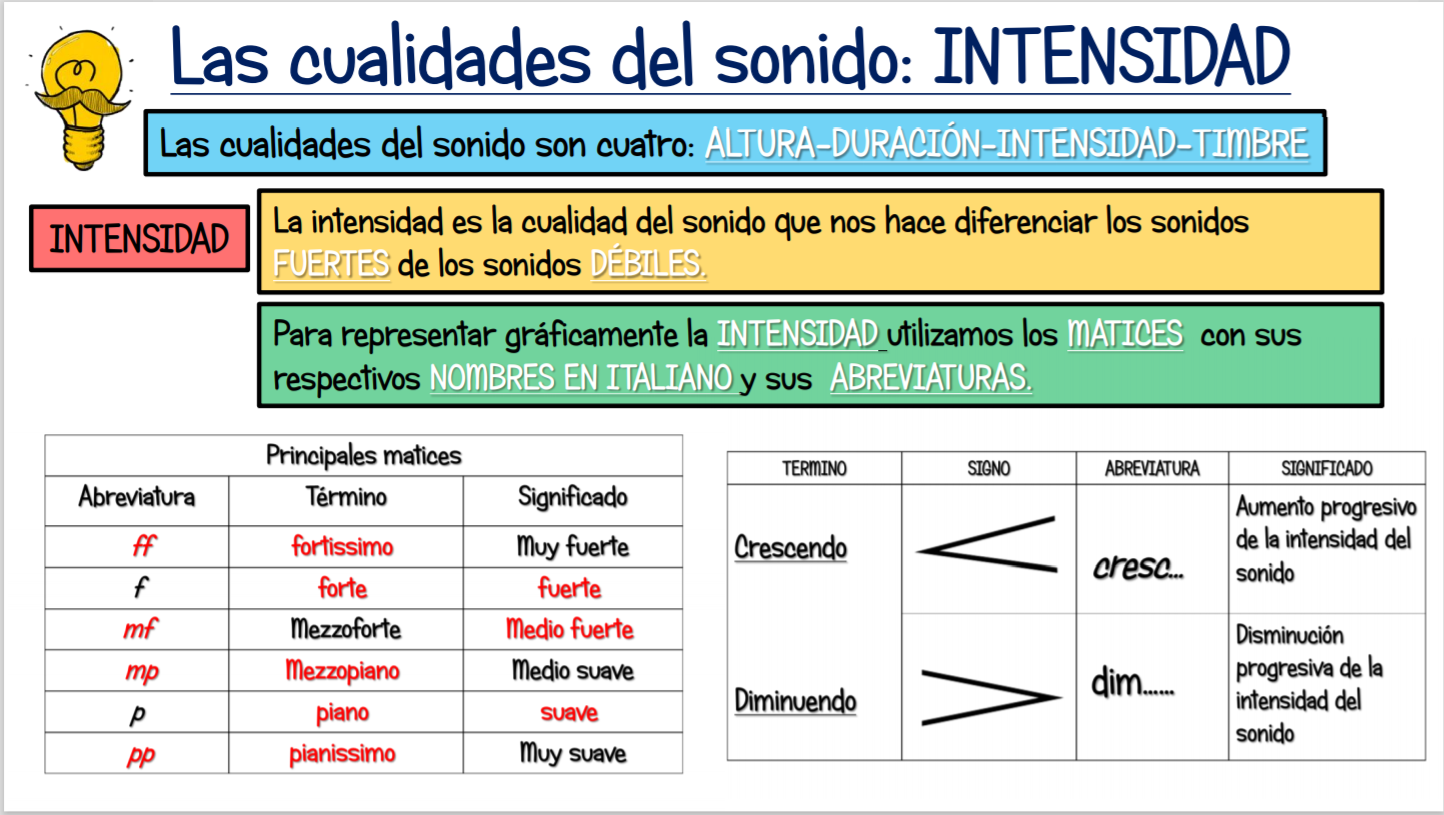 Las cualidades del sonido: INTENSIDAD
Las cualidades del sonido son cuatro: ALTURA-DURACIÓN-INTENSIDAD-TIMBRE
INTENSIDAD
La intensidad es la cualidad del sonido que nos hace diferenciar los sonidos
FUERTES de los sonidos DÉBILES.
Para representar gráficamente la INTENSIDAD utilizamos los MATICES con sus
respectivos NOMBRES EN ITALIANO y sus ABREVIATURAS.
Principales matices
Abreviatura Término Significado
ff fortissimo Muy fuerte
f forte fuerte
mf Mezzoforte Medio fuerte
mp Mezzopiano Medio suave
p piano suave
pp pianissimo Muy suave
TERMINO SIGNO ABREVIATURA SIGNIFICADO
Crescendo cresc...
Aumento progresivo
de la intensidad del
sonido
Diminuendo dim......
Disminución
progresiva de la
intensidad del
sonido